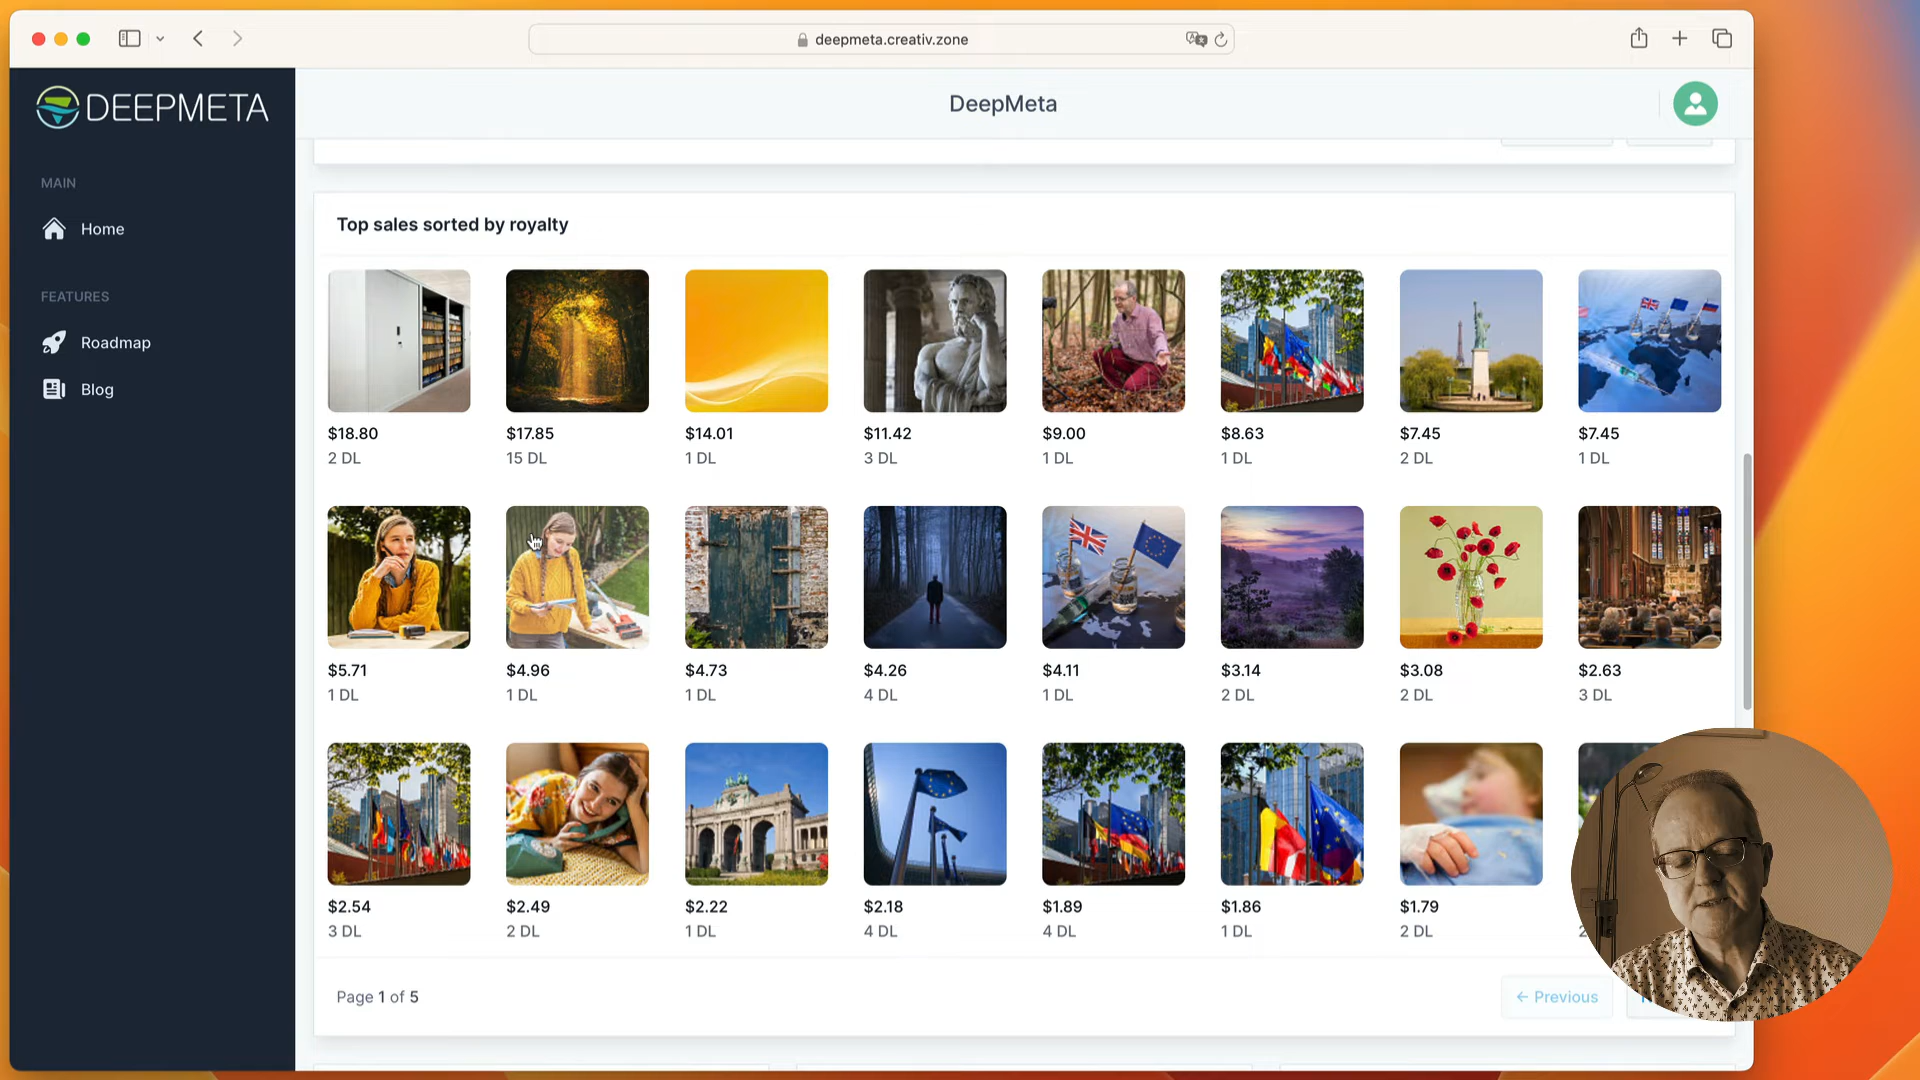 deepmeta.creativ.zone
DEEPMETA
DeepMeta
MAIN
Home
FEATURES
Roadmap
Blog
Top sales sorted by royalty
$18.80 $17.85 $14.01 $11.42 $9.00 $8.63 $7.45 $7.45
2 DL 15 DL 1 DL 3 DL 1 DL 1 DL 2 DL 1 DL
$5.71 $4.96 $4.73 $4.26 $4.11 $3.14 $3.08 $2.63
1 DL 1 DL 1 DL 4 DL 1 DL 2 DL 2 DL 3 DL
$2.54 $2.49 $2.22 $2.18 $1.89 $1.86 $1.79
3 DL 2 DL 1 DL 4 DL 4 DL 1 DL 2 DL
Page 1 of 5
← Previous